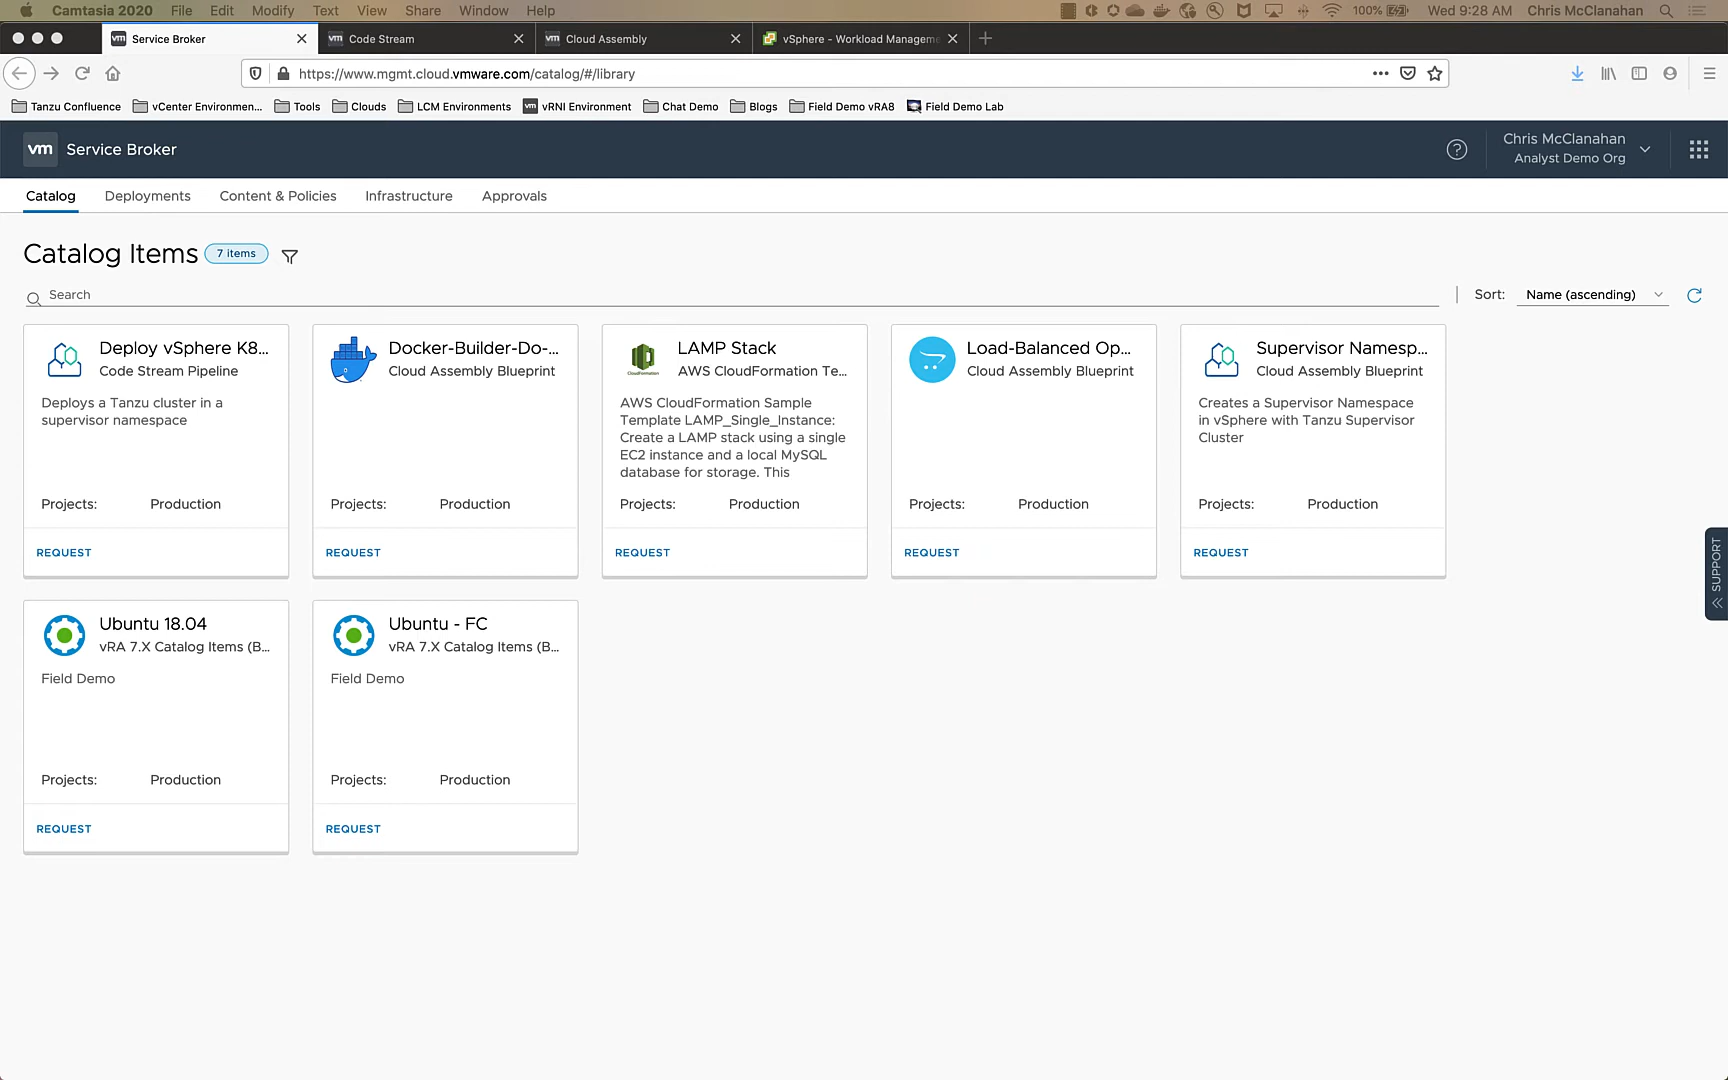 Camtasia 2020 File Edit Modify Text View Share Window Help 100% Wed 9:28 AM Chris McClanahan
vm Service Broker vm Code Stream vm Cloud Assembly vSphere - Workload Manageme
https://www.mgmt.cloud.vmware.com/catalog/#/library
Tanzu Confluence vCenter Environmen... Tools Clouds LCM Environments vm vRNI Environment Chat Demo Blogs Field Demo vRA8 Field Demo Lab
vm Service Broker
Chris McClanahan
Analyst Demo Org
Catalog Deployments Content & Policies Infrastructure Approvals
Catalog Items 7 items
Search
Sort: Name (ascending)
Deploy vSphere K8...
Code Stream Pipeline
Deploys a Tanzu cluster in a
supervisor namespace
Projects: Production
REQUEST
Docker-Builder-Do-...
Cloud Assembly Blueprint
Projects: Production
REQUEST
CloudFormation
LAMP Stack
AWS CloudFormation Te...
AWS CloudFormation Sample
Template LAMP_Single_Instance:
Create a LAMP stack using a single
EC2 instance and a local MySQL
database for storage. This
Projects: Production
REQUEST
Load-Balanced Op...
Cloud Assembly Blueprint
Projects: Production
REQUEST
Supervisor Namesp...
Cloud Assembly Blueprint
Creates a Supervisor Namespace
in vSphere with Tanzu Supervisor
Cluster
Projects: Production
REQUEST
SUPPORT
Ubuntu 18.04
vRA 7.X Catalog Items (B...
Field Demo
Projects: Production
REQUEST
Ubuntu - FC
vRA 7.X Catalog Items (B...
Field Demo
Projects: Production
REQUEST